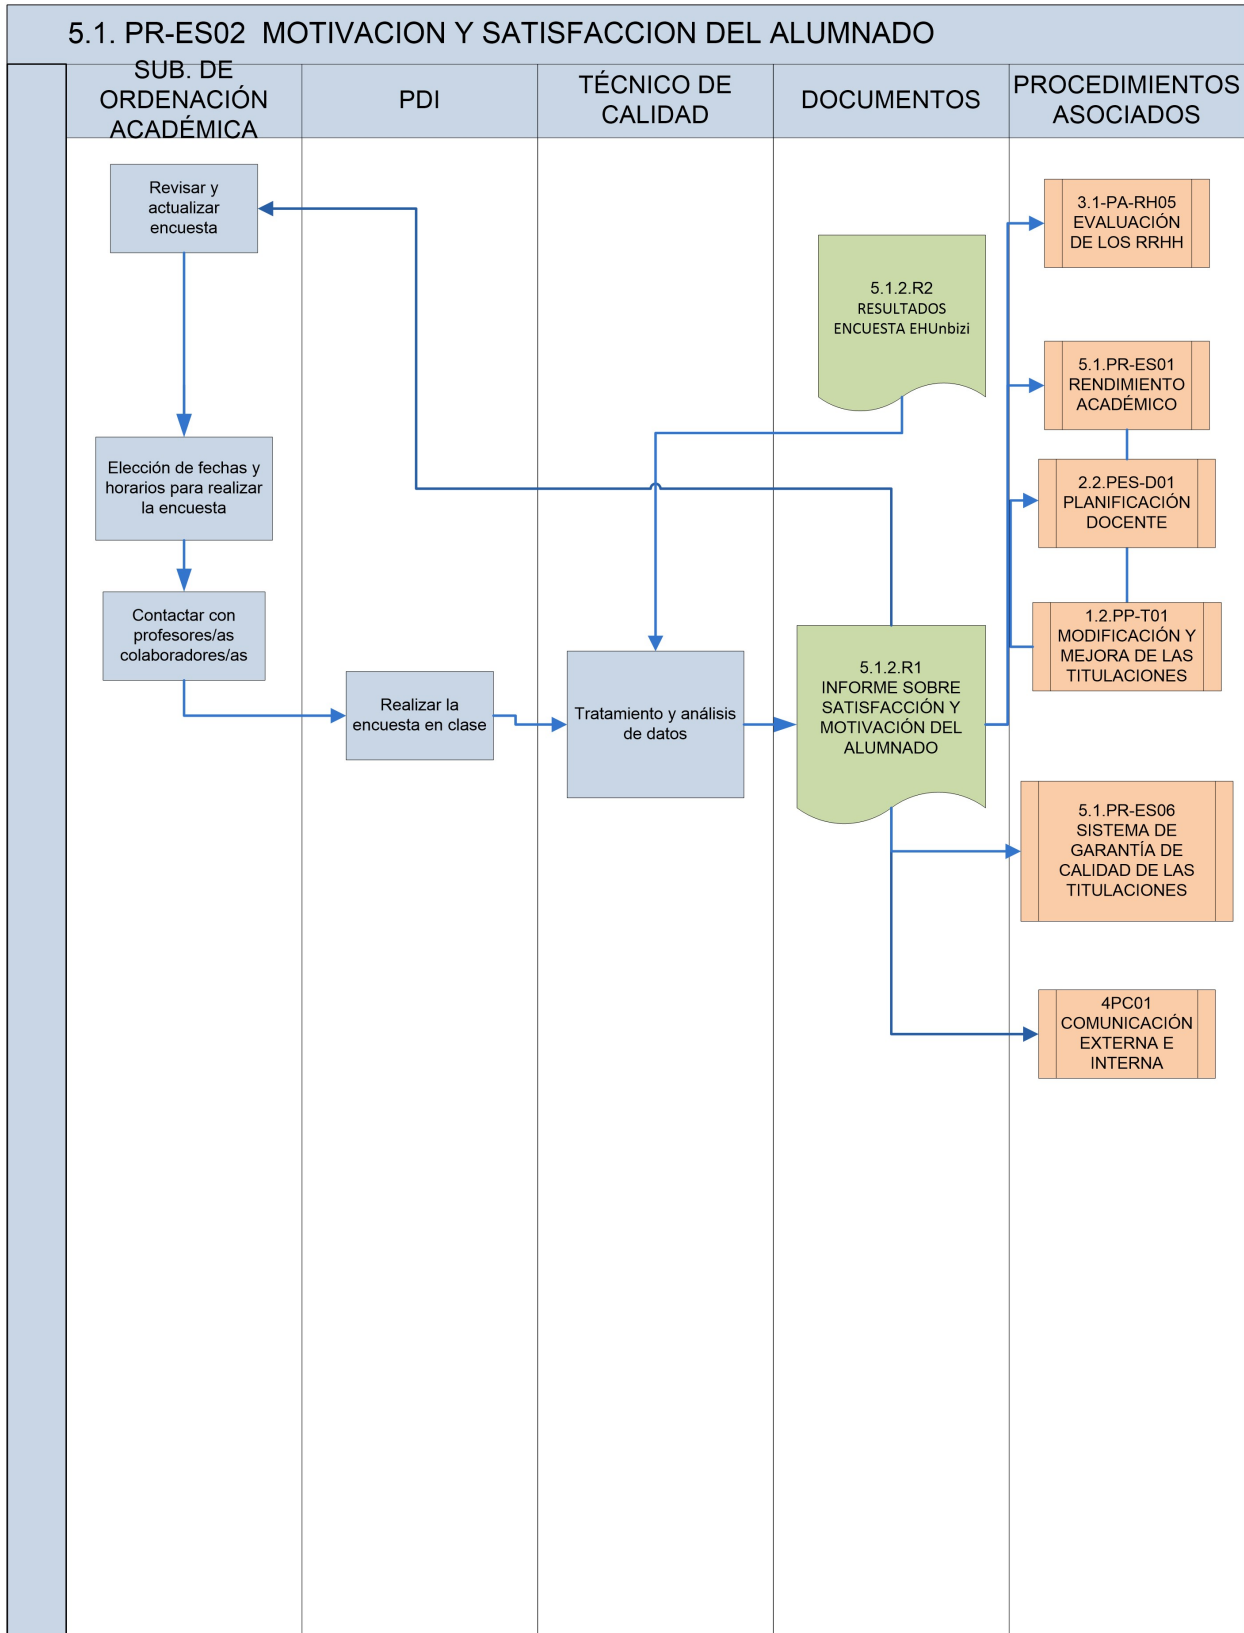 5.1. PR-ES02 MOTIVACION Y SATISFACCION DEL ALUMNADO
SUB. DE
ORDENACIÓN
ACADÉMICA
PDI
TÉCNICO DE
CALIDAD
DOCUMENTOS
PROCEDIMIENTOS
ASOCIADOS
Revisar y
actualizar
encuesta
Elección de fechas y
horarios para realizar
la encuesta
Contactar con
profesores/as
colaboradores/as
Realizar la
encuesta en clase
Tratamiento y análisis
de datos
5.1.2.R2
RESULTADOS
ENCUESTA EHUnbizi
5.1.2.R1
INFORME SOBRE
SATISFACCIÓN Y
MOTIVACIÓN DEL
ALUMNADO
3.1-PA-RH05
EVALUACIÓN
DE LOS RRHH
5.1.PR-ES01
RENDIMIENTO
ACADÉMICO
2.2.PES-D01
PLANIFICACIÓN
DOCENTE
1.2.PP-T01
MODIFICACIÓN Y
MEJORA DE LAS
TITULACIONES
5.1.PR-ES06
SISTEMA DE
GARANTÍA DE
CALIDAD DE LAS
TITULACIONES
4PC01
COMUNICACIÓN
EXTERNA E
INTERNA